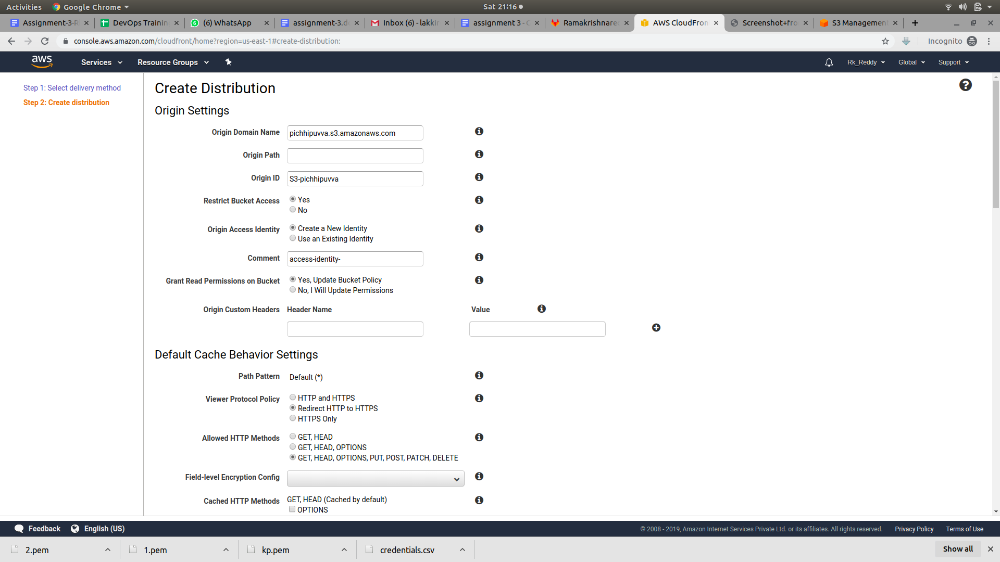 Activities Google Chrome Sat 21:16
Assignment-3-R DevOps Training (6) WhatsApp assignment-3.d Inbox (6) - lakkir assignment 3 - Ramakrishnared AWS CloudFron Screenshot+fro S3 Management
console.aws.amazon.com/cloudfront/home?region=us-east-1#create-distribution: Incognito
aws Services Resource Groups Rk_Reddy Global Support
Step 1: Select delivery method
Step 2: Create distribution
Create Distribution
Origin Settings
Origin Domain Name pichhipuvva.s3.amazonaws.com
Origin Path
Origin ID S3-pichhipuvva
Restrict Bucket Access Yes
No
Origin Access Identity Create a New Identity
Use an Existing Identity
Comment access-identity-
Grant Read Permissions on Bucket Yes, Update Bucket Policy
No, I Will Update Permissions
Origin Custom Headers Header Name Value
Default Cache Behavior Settings
Path Pattern Default (*)
Viewer Protocol Policy HTTP and HTTPS
Redirect HTTP to HTTPS
HTTPS Only
Allowed HTTP Methods GET, HEAD
GET, HEAD, OPTIONS
GET, HEAD, OPTIONS, PUT, POST, PATCH, DELETE
Field-level Encryption Config
Cached HTTP Methods GET, HEAD (Cached by default)
OPTIONS
Feedback English (US) © 2008 - 2019, Amazon Internet Services Private Ltd. or its affiliates. All rights reserved. Privacy Policy Terms of Use
2.pem 1.pem kp.pem credentials.csv Show all